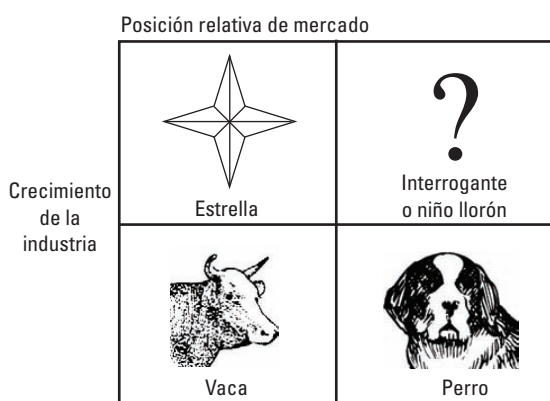 Posición relativa de mercado
?
Interrogante
o niño llorón
Estrella
Crecimiento
de la
industria
Vaca
Perro